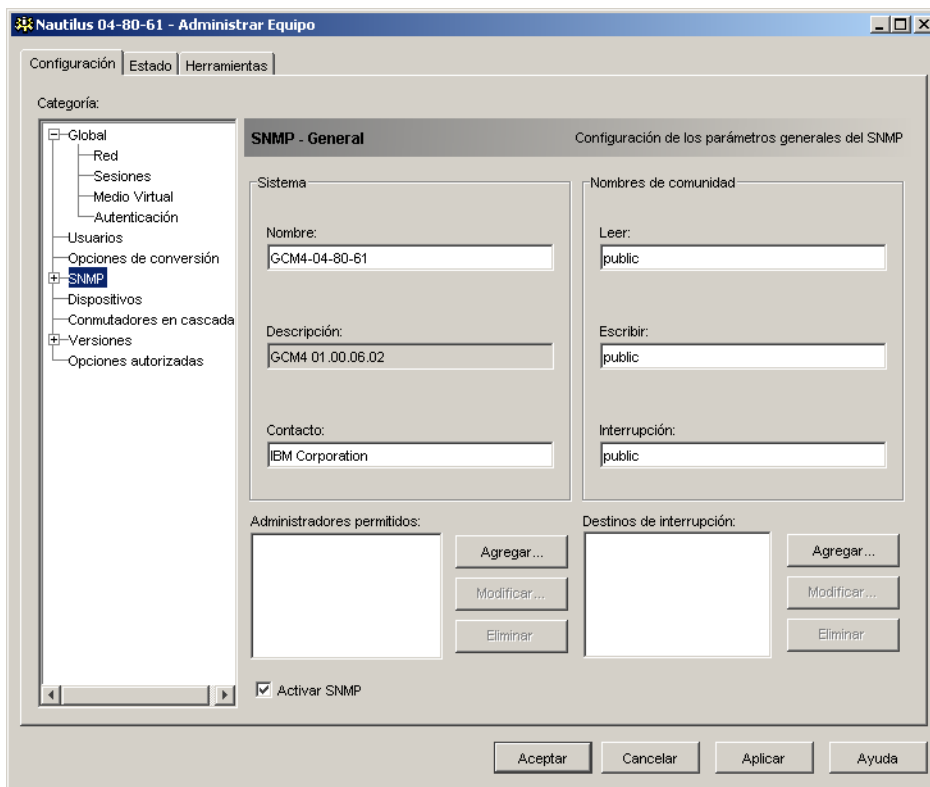 Nautilus 04-80-61 - Administrar Equipo
Configuración Estado Herramientas
Categoría:
Global
Red
Sesiones
Medio Virtual
Autenticación
Usuarios
Opciones de conversión
SNMP
Dispositivos
Conmutadores en cascada
Versiones
Opciones autorizadas
SNMP - General Configuración de los parámetros generales del SNMP
Sistema
Nombre:
GCM4-04-80-61
Descripción:
GCM4 01.00.06.02
Contacto:
IBM Corporation
Nombres de comunidad
Leer:
public
Escribir:
public
Interrupción:
public
Administradores permitidos:
Agregar...
Modificar...
Eliminar
Destinos de interrupción:
Agregar...
Modificar...
Eliminar
Activar SNMP
Aceptar Cancelar Aplicar Ayuda